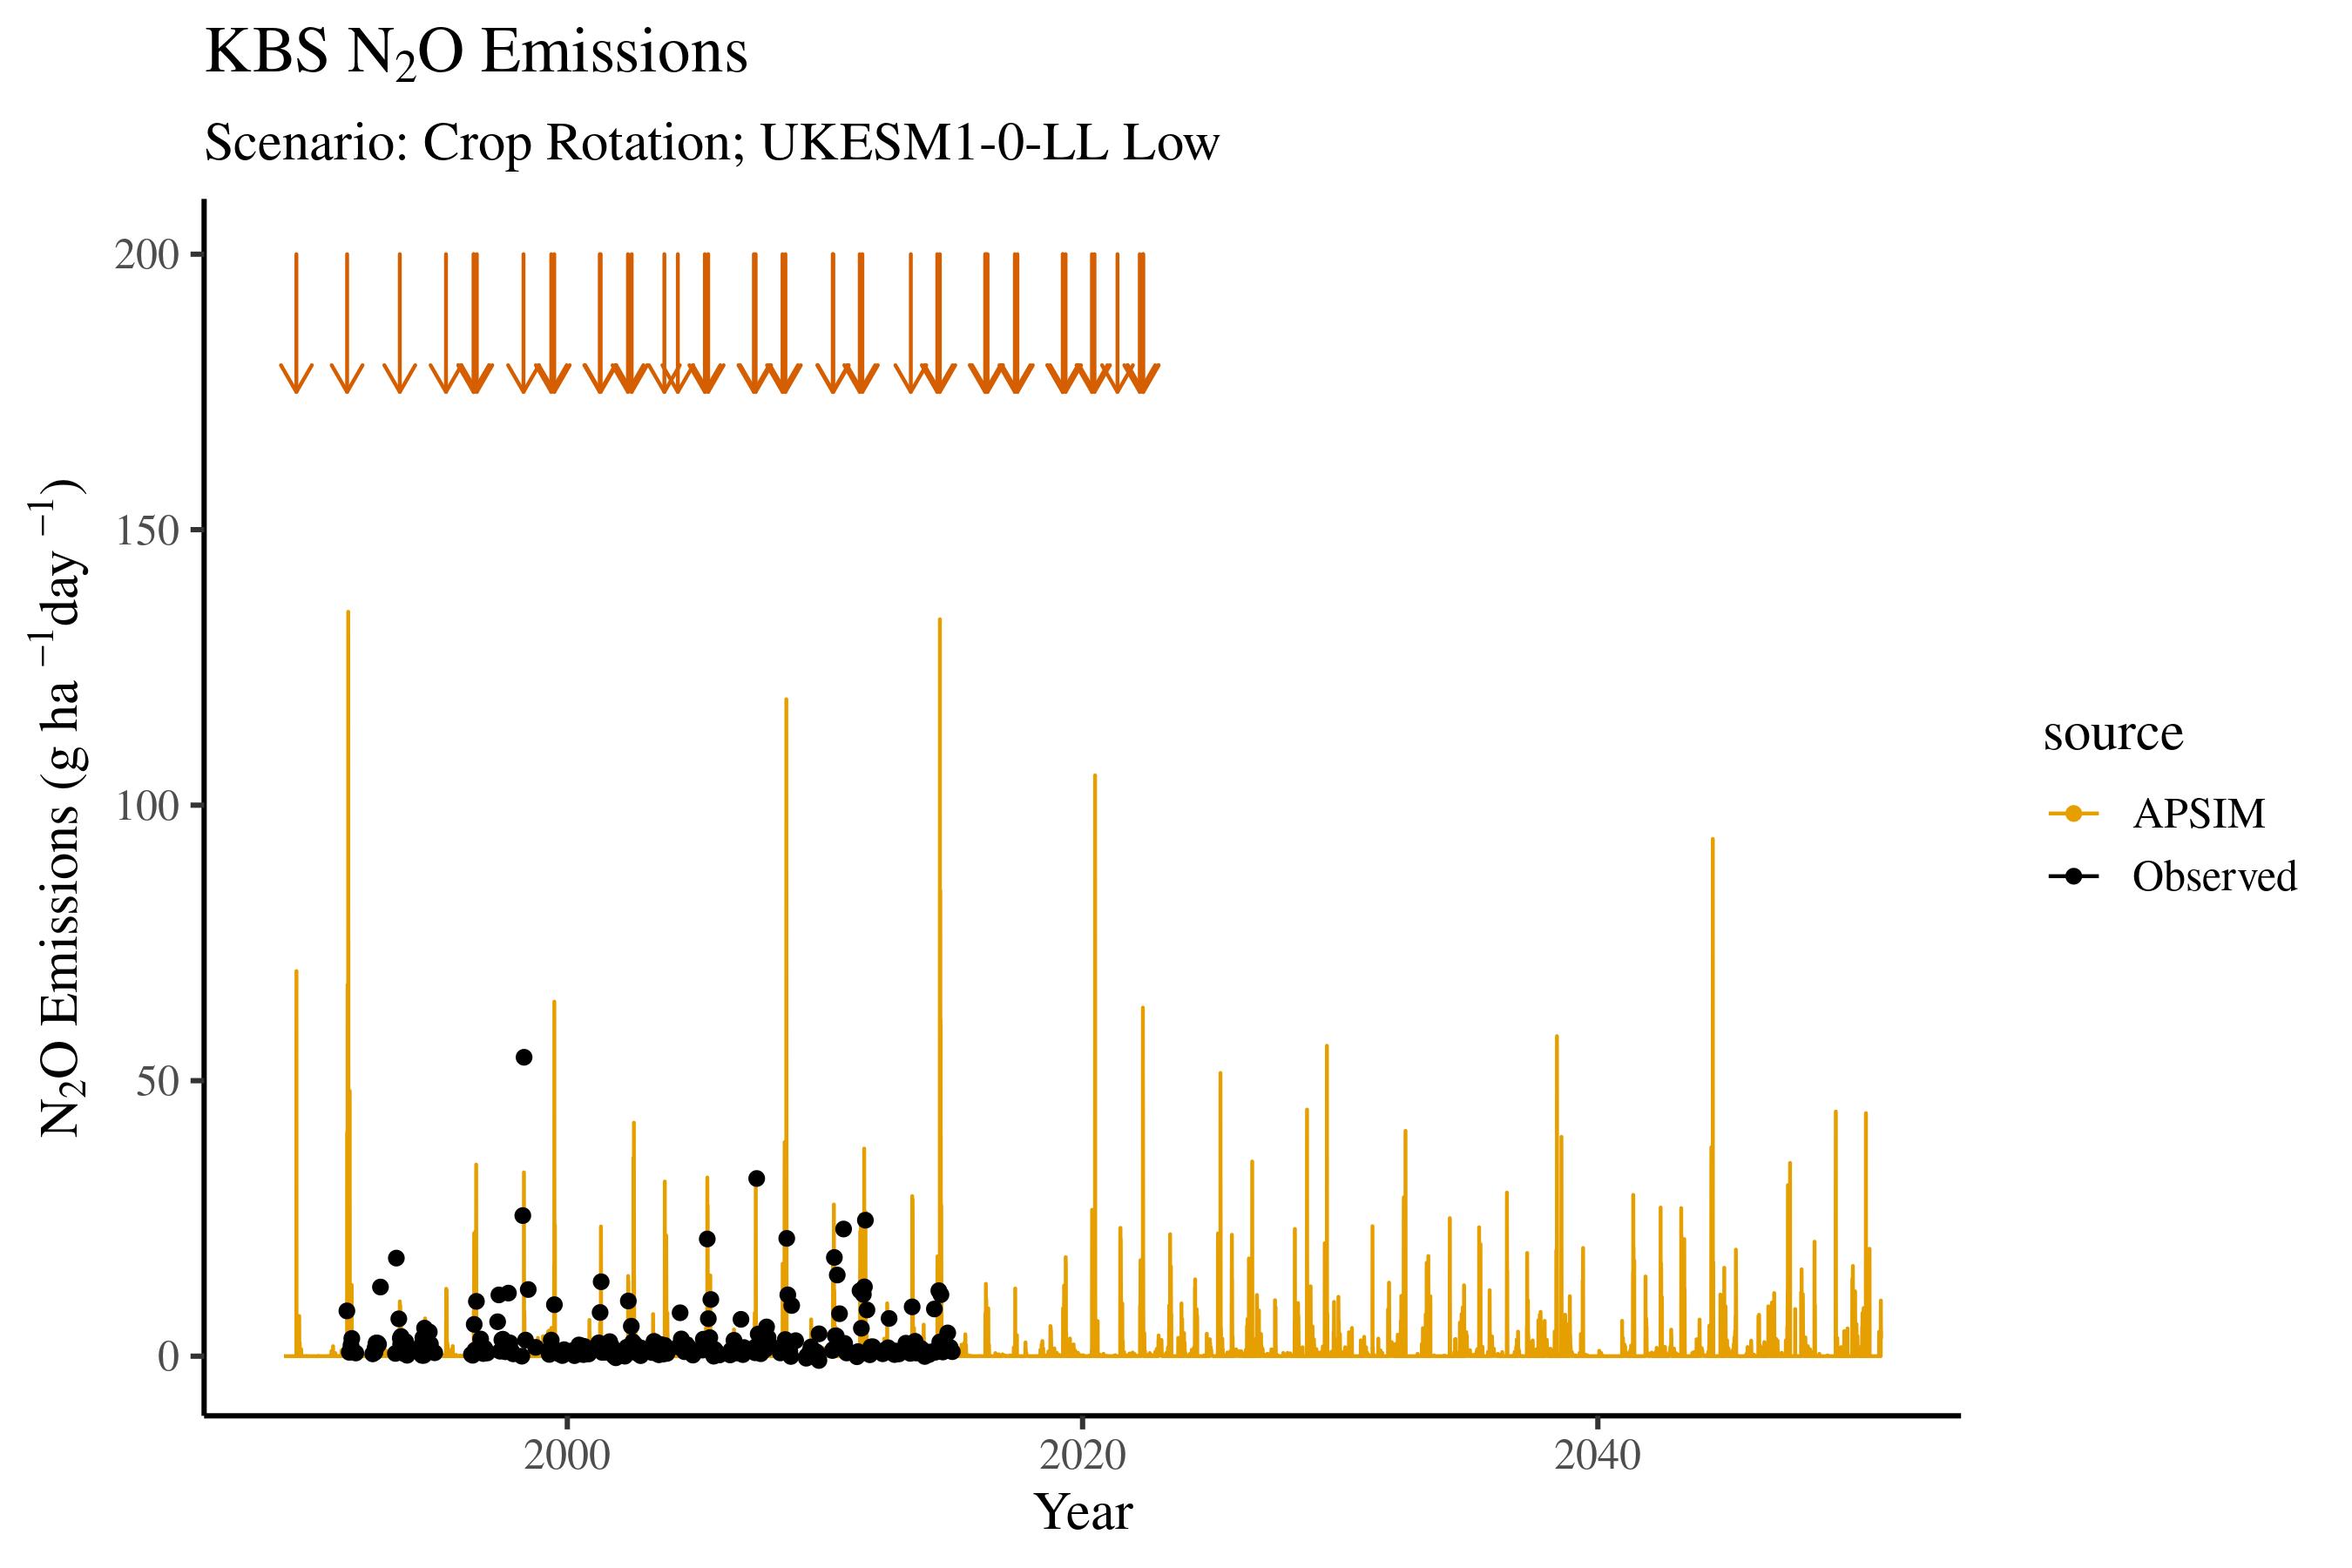 KBS N₂O Emissions
Scenario: Crop Rotation; UKESM1-0-LL Low
N₂O Emissions (g ha ⁻¹day ⁻¹)
200
150
100
50
0
2000
2020
2040
Year
source
APSIM
Observed